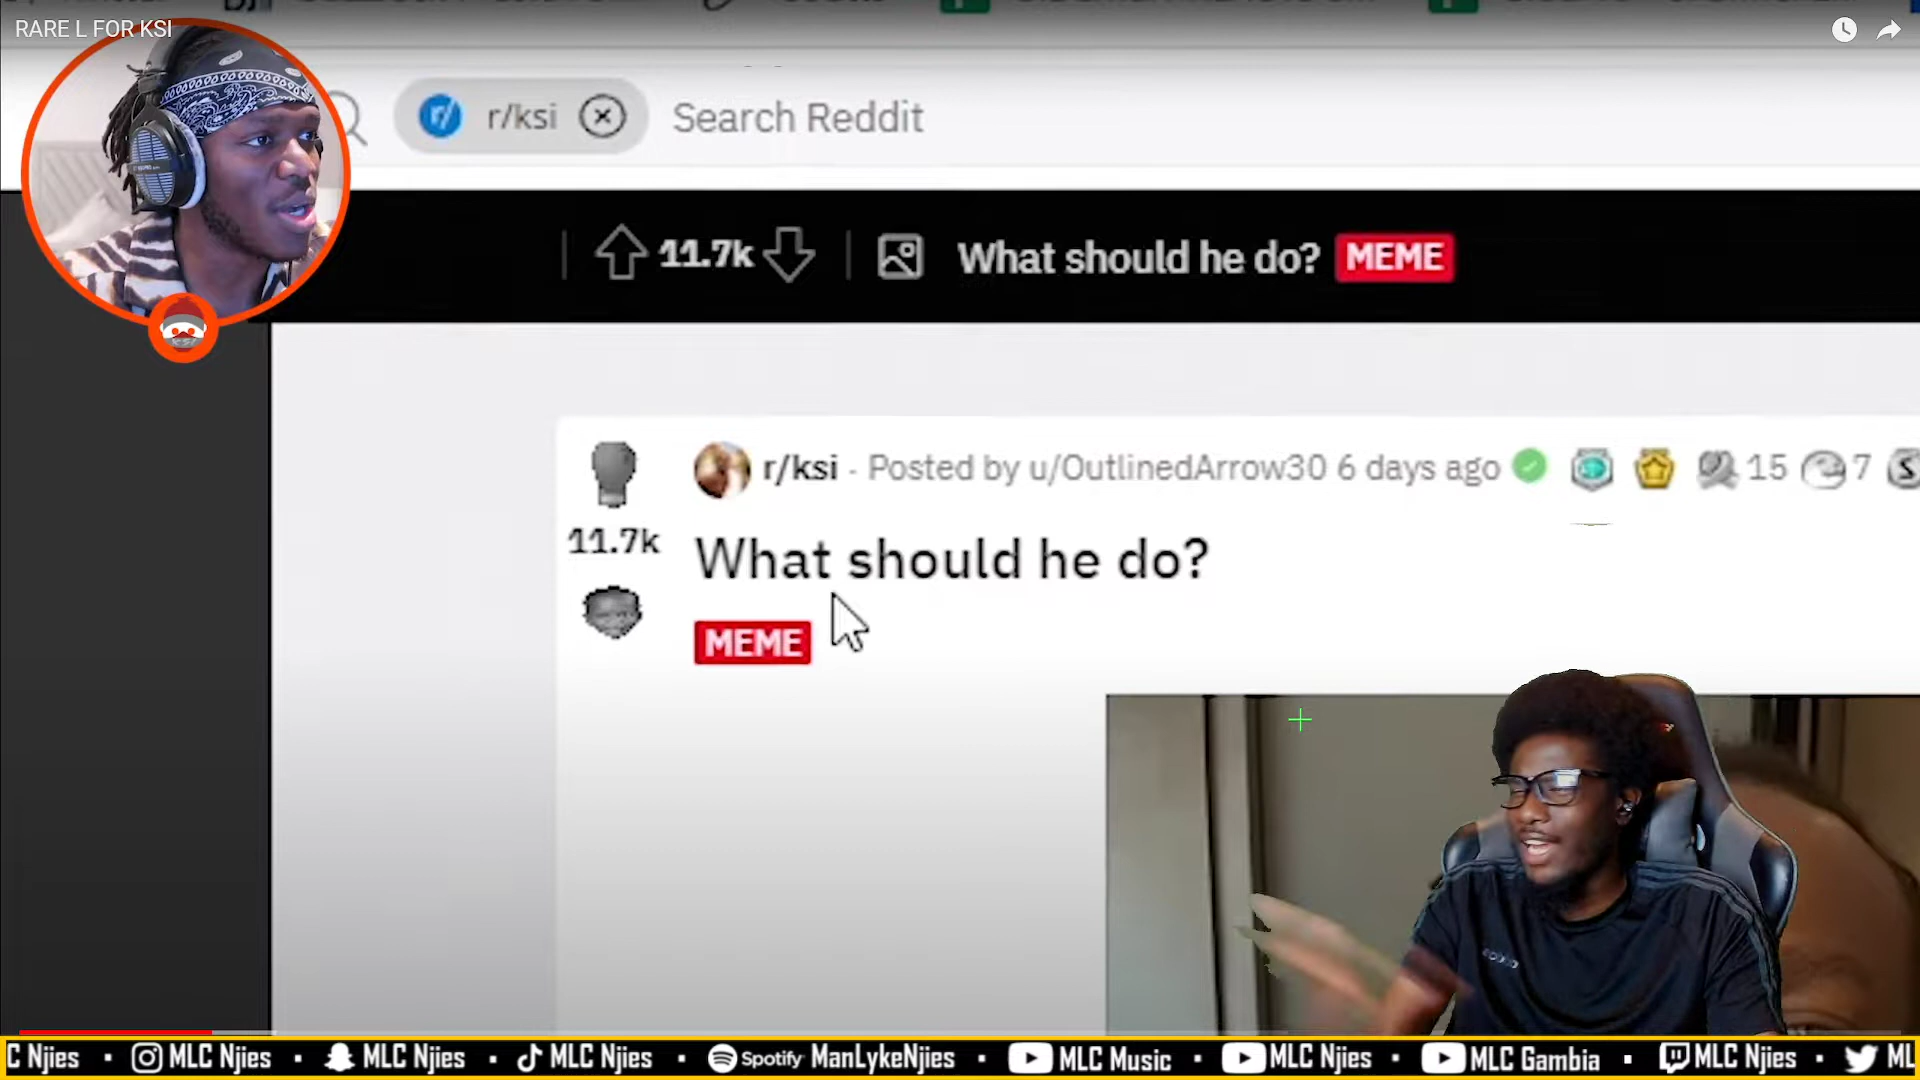 RARE L FOR KSI
r/ksi Search Reddit
11.7k What should he do? MEME
r/ksi · Posted by u/OutlinedArrow30 6 days ago 15 7 S
11.7k
What should he do?
MEME
C Njies · MLC Njies · MLC Njies · MLC Njies · Spotify ManLykeNjies · MLC Music · MLC Njies · MLC Gambia · MLC Njies · ML